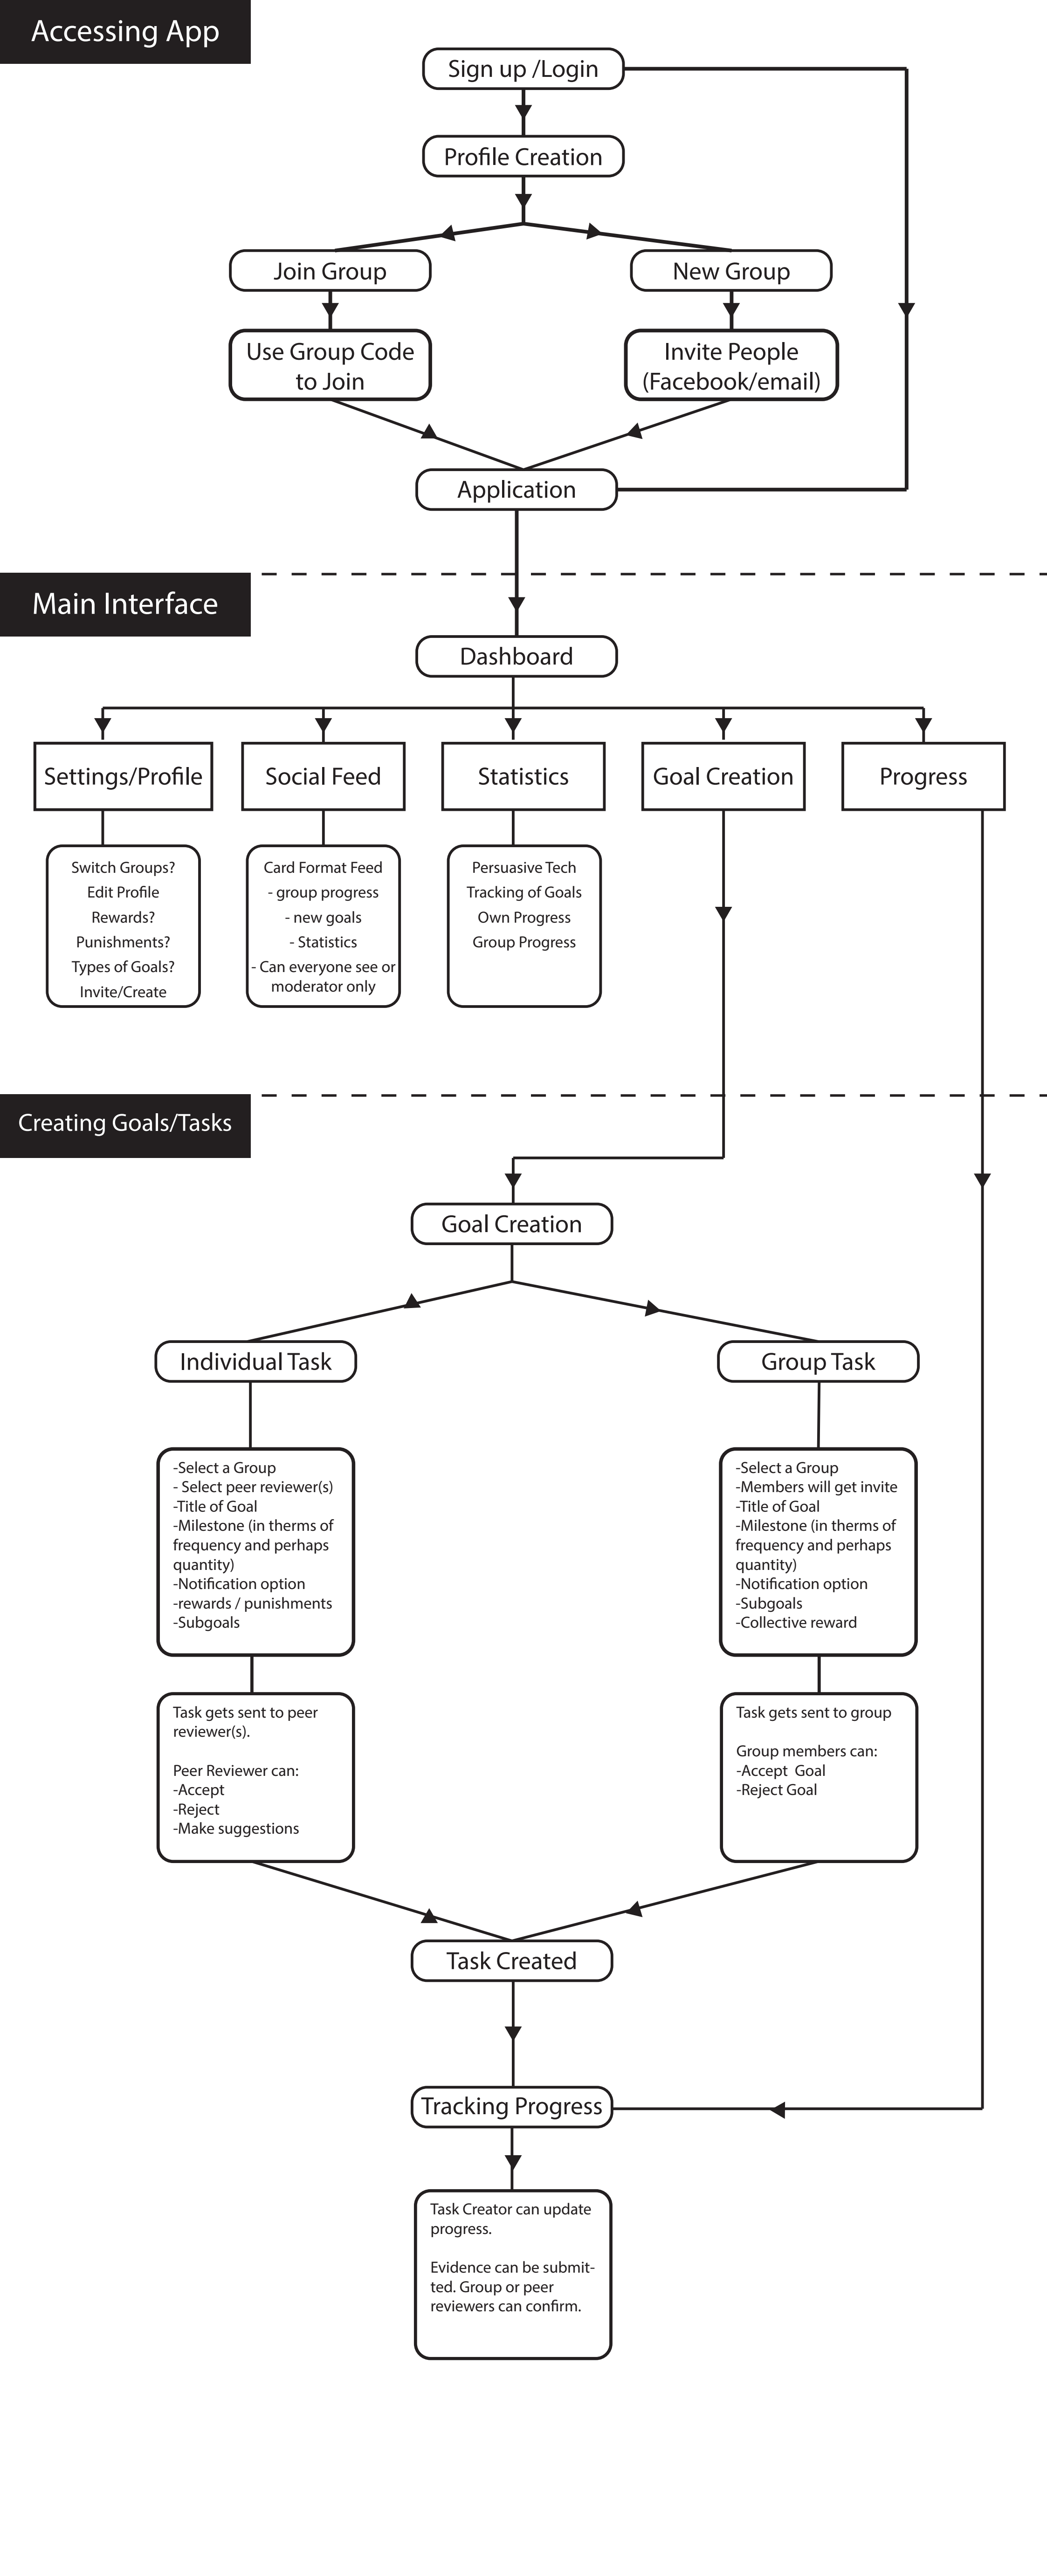 Accessing App
Sign up /Login
Profile Creation
Join Group
New Group
Use Group Code
to Join
Invite People
(Facebook/email)
Application
Main Interface
Dashboard
Settings/Profile
Social Feed
Statistics
Goal Creation
Progress
Switch Groups?
Edit Profile
Rewards?
Punishments?
Types of Goals?
Invite/Create
Card Format Feed
- group progress
- new goals
- Statistics
- Can everyone see or
moderator only
Persuasive Tech
Tracking of Goals
Own Progress
Group Progress
Creating Goals/Tasks
Goal Creation
Individual Task
Group Task
-Select a Group
- Select peer reviewer(s)
-Title of Goal
-Milestone (in therms of
frequency and perhaps
quantity)
-Notification option
-rewards / punishments
-Subgoals
-Select a Group
-Members will get invite
-Title of Goal
-Milestone (in therms of
frequency and perhaps
quantity)
-Notification option
-Subgoals
-Collective reward
Task gets sent to peer
reviewer(s).
Peer Reviewer can:
-Accept
-Reject
-Make suggestions
Task gets sent to group
Group members can:
-Accept  Goal
-Reject Goal
Task Created
Tracking Progress
Task Creator can update
progress.
Evidence can be submit-
ted. Group or peer
reviewers can confirm.